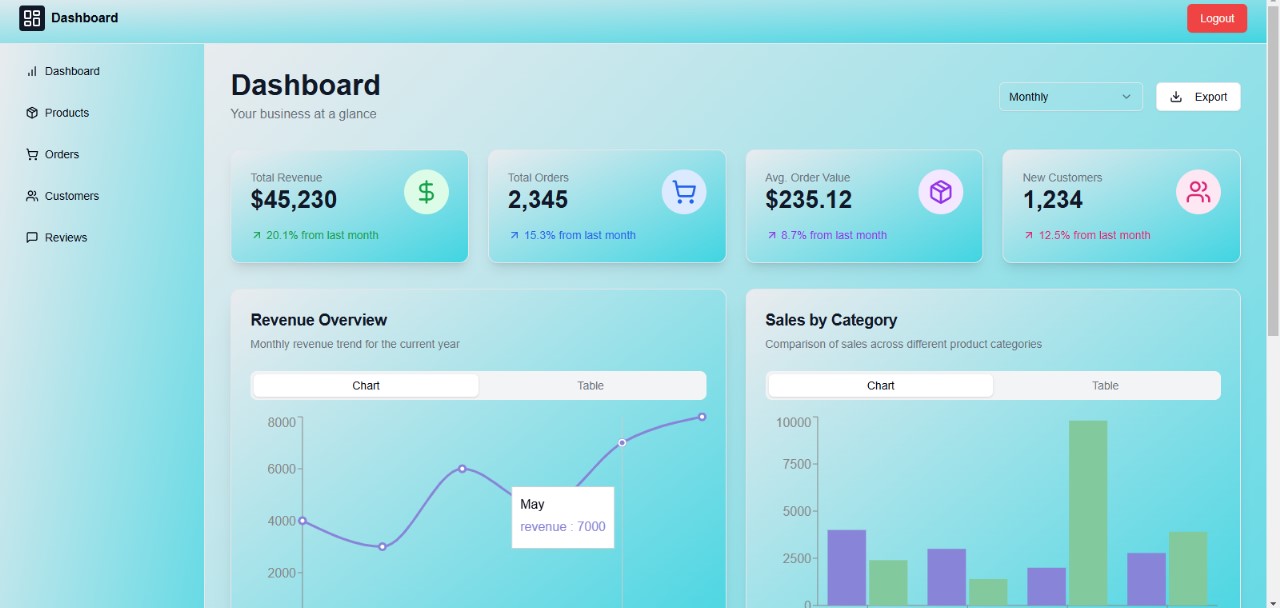 Dashboard
Logout
Dashboard
Products
Orders
Customers
Reviews
Dashboard
Your business at a glance
Monthly
Export
Total Revenue
$45,230
20.1% from last month
Total Orders
2,345
15.3% from last month
Avg. Order Value
$235.12
8.7% from last month
New Customers
1,234
12.5% from last month
Revenue Overview
Monthly revenue trend for the current year
Chart
Table
8000
6000
4000
2000
May
revenue : 7000
Sales by Category
Comparison of sales across different product categories
Chart
Table
10000
7500
5000
2500
0